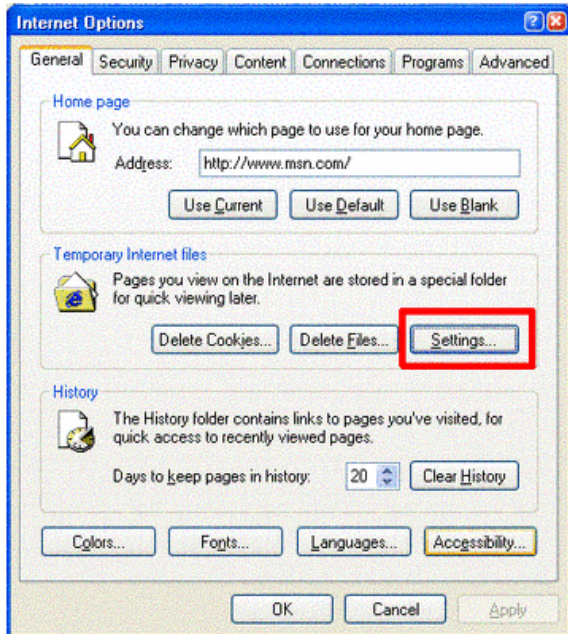 Internet Options
General Security Privacy Content Connections Programs Advanced
Home page
You can change which page to use for your home page.
Address: http://www.msn.com/
Use Current Use Default Use Blank
Temporary Internet files
Pages you view on the Internet are stored in a special folder
for quick viewing later.
Delete Cookies... Delete Files... Settings...
History
The History folder contains links to pages you've visited, for
quick access to recently viewed pages.
Days to keep pages in history: 20 Clear History
Colors... Fonts... Languages... Accessibility...
OK Cancel Apply